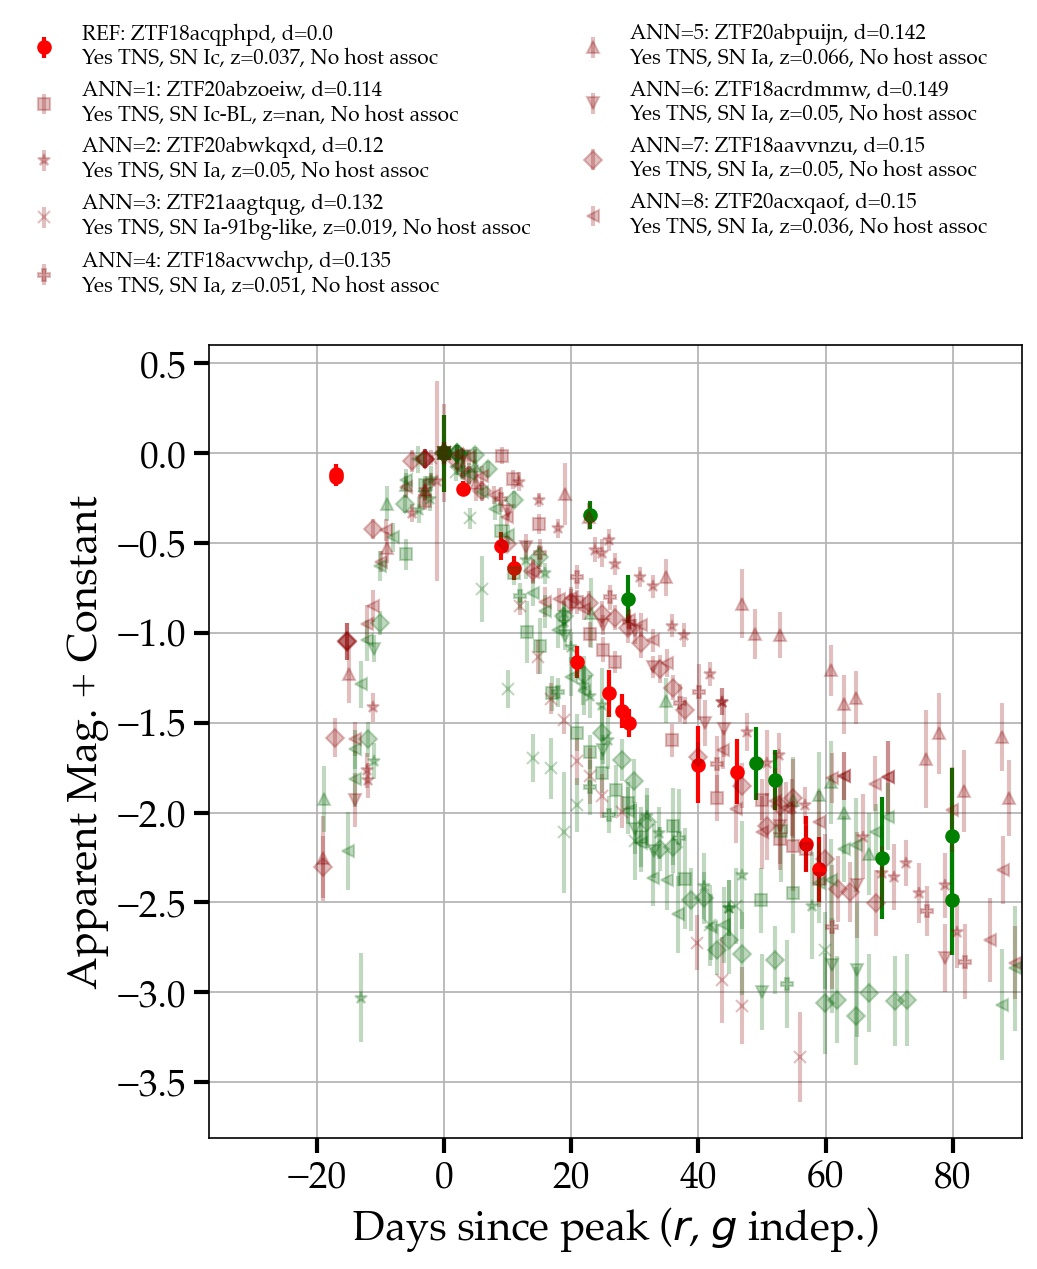 REF: ZTF18acqphpd, d=0.0
Yes TNS, SN Ic, z=0.037, No host assoc
ANN=1: ZTF20abzoeiw, d=0.114
Yes TNS, SN Ic-BL, z=nan, No host assoc
ANN=2: ZTF20abwkqxd, d=0.12
Yes TNS, SN Ia, z=0.05, No host assoc
ANN=3: ZTF21aagtqug, d=0.132
Yes TNS, SN Ia-91bg-like, z=0.019, No host assoc
ANN=4: ZTF18acvwchp, d=0.135
Yes TNS, SN Ia, z=0.051, No host assoc
ANN=5: ZTF20abpuijn, d=0.142
Yes TNS, SN Ia, z=0.066, No host assoc
ANN=6: ZTF18acrdmmw, d=0.149
Yes TNS, SN Ia, z=0.05, No host assoc
ANN=7: ZTF18aavvnzu, d=0.15
Yes TNS, SN Ia, z=0.05, No host assoc
ANN=8: ZTF20acxqaof, d=0.15
Yes TNS, SN Ia, z=0.036, No host assoc
Apparent Mag. + Constant
0.5
0.0
−0.5
−1.0
−1.5
−2.0
−2.5
−3.0
−3.5
−20
0
20
40
60
80
Days since peak (r, g indep.)